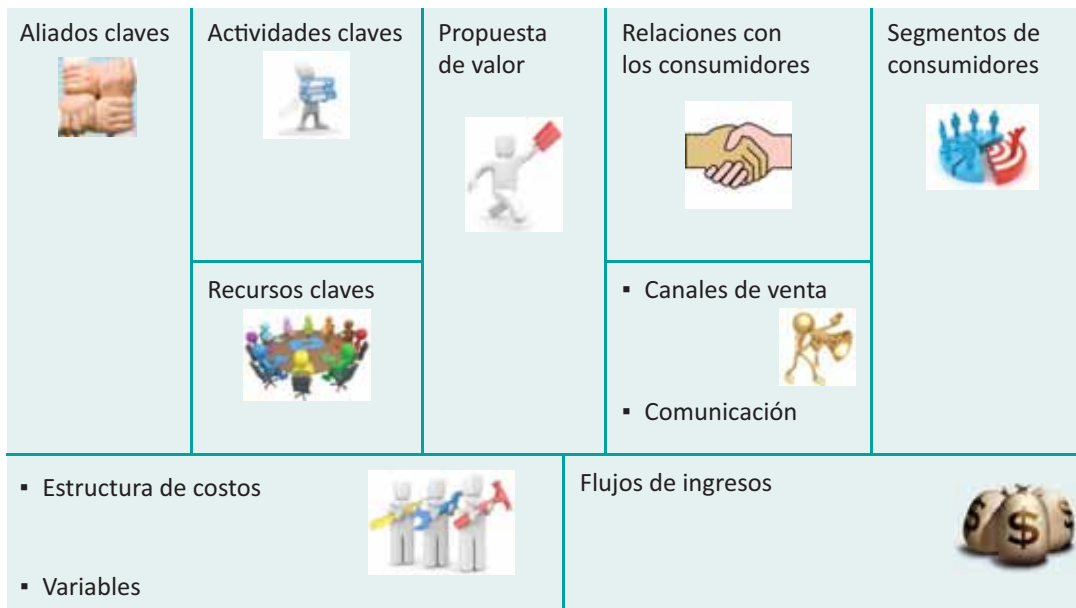 Aliados claves
Actividades claves
Propuesta
de valor
Relaciones con
los consumidores
Segmentos de
consumidores
Recursos claves
▪ Canales de venta
▪ Comunicación
▪ Estructura de costos
▪ Variables
Flujos de ingresos
$ $ $